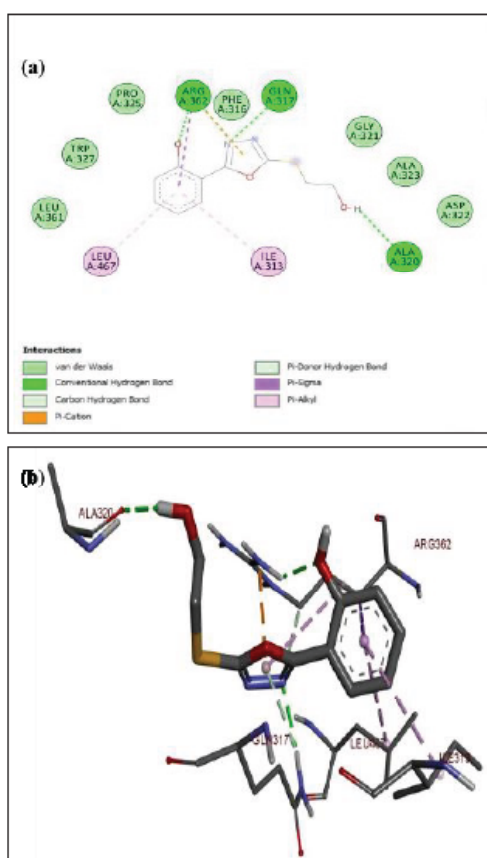 (a)
PRO
A:325
ARG
A:362
PHE
A:316
GLN
A:317
TRP
A:327
GLY
A:321
ALA
A:323
LEU
A:361
ASP
A:322
O
N
N
O
S
O
H
LEU
A:467
ILE
A:313
ALA
A:320
Interactions
van der Waals
Conventional Hydrogen Bond
Carbon Hydrogen Bond
Pi-Cation
Pi-Donor Hydrogen Bond
Pi-Sigma
Pi-Alkyl
(b)
ALA320
ARG362
GLN317